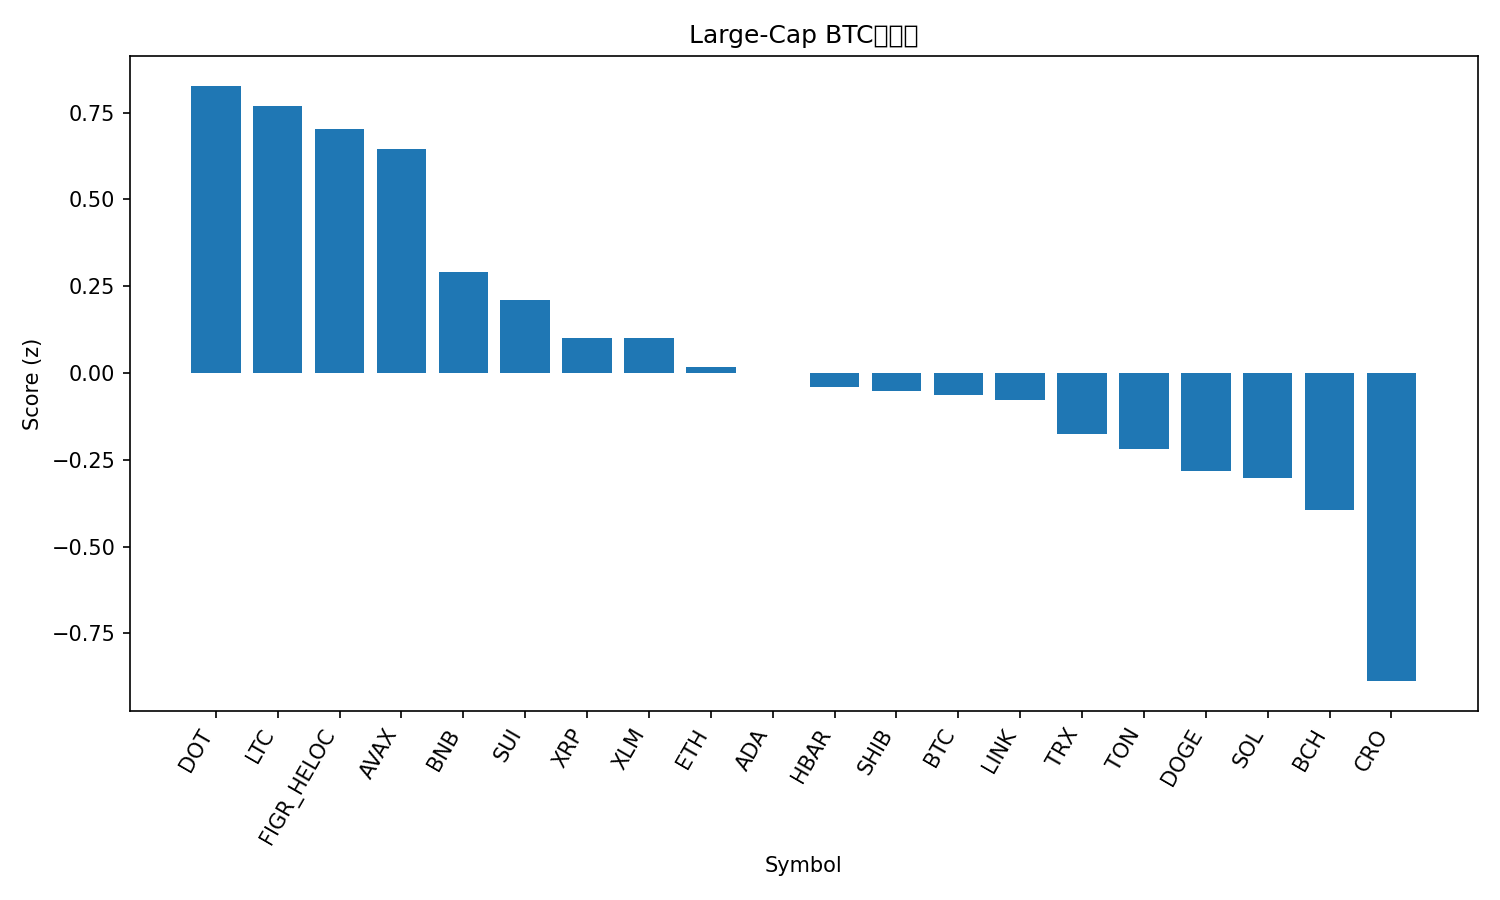 Large-Cap BTC
0.75
0.50
0.25
0.00
−0.25
−0.50
−0.75
Score (z)
DOT
LTC
FIGR_HELOC
AVAX
BNB
SUI
XRP
XLM
ETH
ADA
HBAR
SHIB
BTC
LINK
TRX
TON
DOGE
SOL
BCH
CRO
Symbol